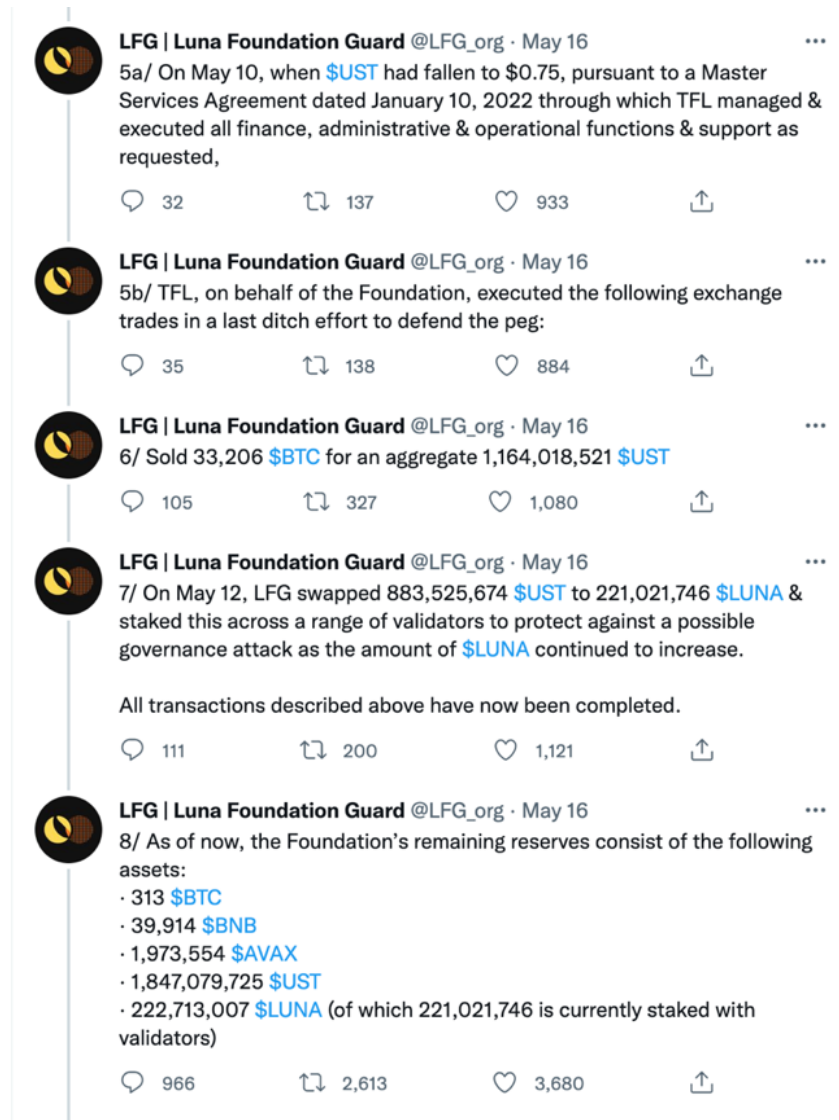 LFG | Luna Foundation Guard @LFG_org · May 16
5a/ On May 10, when $UST had fallen to $0.75, pursuant to a Master
Services Agreement dated January 10, 2022 through which TFL managed &
executed all finance, administrative & operational functions & support as
requested,
32 137 933
LFG | Luna Foundation Guard @LFG_org · May 16
5b/ TFL, on behalf of the Foundation, executed the following exchange
trades in a last ditch effort to defend the peg:
35 138 884
LFG | Luna Foundation Guard @LFG_org · May 16
6/ Sold 33,206 $BTC for an aggregate 1,164,018,521 $UST
105 327 1,080
LFG | Luna Foundation Guard @LFG_org · May 16
7/ On May 12, LFG swapped 883,525,674 $UST to 221,021,746 $LUNA &
staked this across a range of validators to protect against a possible
governance attack as the amount of $LUNA continued to increase.
All transactions described above have now been completed.
111 200 1,121
LFG | Luna Foundation Guard @LFG_org · May 16
8/ As of now, the Foundation's remaining reserves consist of the following
assets:
· 313 $BTC
· 39,914 $BNB
· 1,973,554 $AVAX
· 1,847,079,725 $UST
· 222,713,007 $LUNA (of which 221,021,746 is currently staked with
validators)
966 2,613 3,680